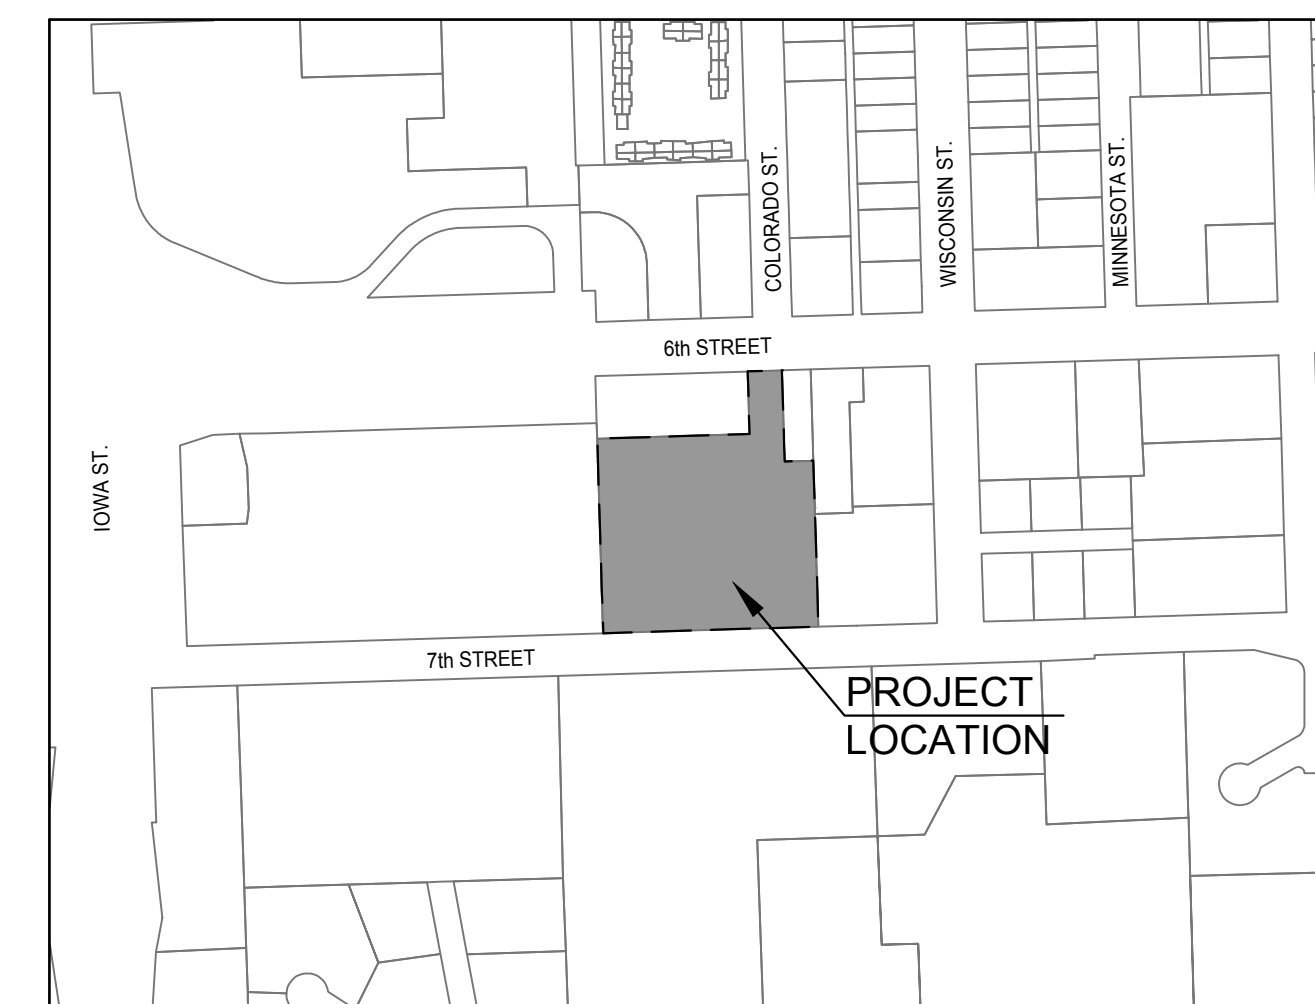 COLORADO ST.
WISCONSIN ST.
MINNESOTA ST.
6th STREET
IOWA ST.
7th STREET
PROJECT
LOCATION